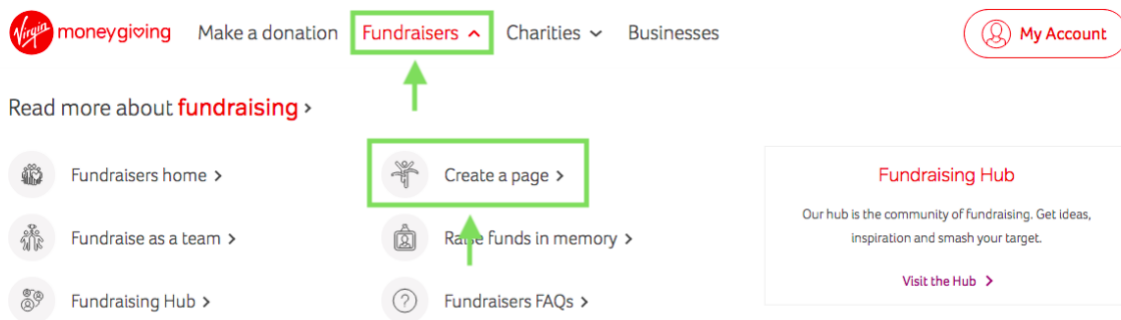 Virgin moneygiving Make a donation Fundraisers Charities Businesses My Account
Read more about fundraising >
Fundraisers home >
Create a page >
Fundraising Hub
Our hub is the community of fundraising. Get ideas,
inspiration and smash your target.
Visit the Hub >
Fundraise as a team >
Raise funds in memory >
Fundraising Hub >
Fundraisers FAQs >